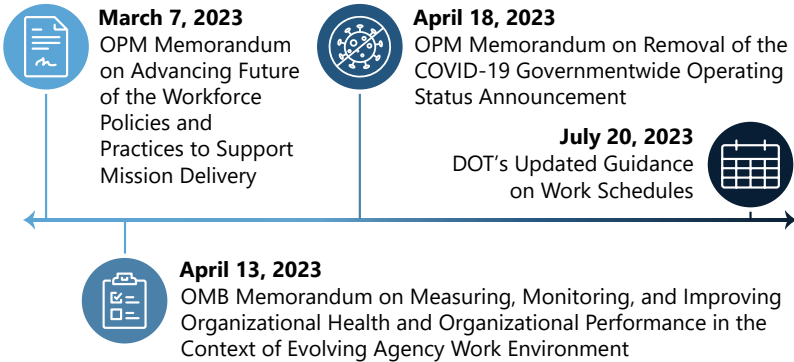 March 7, 2023
OPM Memorandum
on Advancing Future
of the Workforce
Policies and
Practices to Support
Mission Delivery
April 18, 2023
OPM Memorandum on Removal of the
COVID-19 Governmentwide Operating
Status Announcement
July 20, 2023
DOT’s Updated Guidance
on Work Schedules
April 13, 2023
OMB Memorandum on Measuring, Monitoring, and Improving
Organizational Health and Organizational Performance in the
Context of Evolving Agency Work Environment